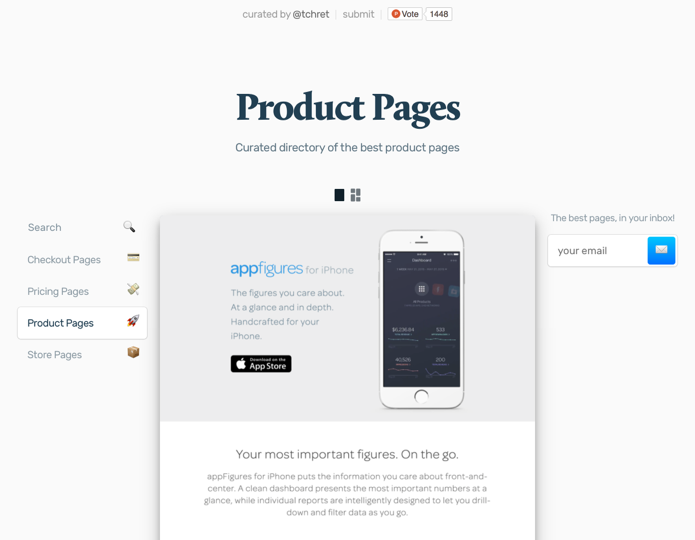 curated by @tchret | submit | Vote 1448
Product Pages
Curated directory of the best product pages
Search
Checkout Pages
Pricing Pages
Product Pages
Store Pages
appfigures for iPhone
The figures you care about.
At a glance and in depth.
Handcrafted for your
iPhone.
Download on the
App Store
Dashboard
$6,236.94 533
40,926 200
Your most important figures. On the go.
appFigures for iPhone puts the information you care about front-and-
center. A clean dashboard presents the most important numbers at a
glance, while individual reports are intelligently designed to let you drill-
down and filter data as you go.
The best pages, in your inbox!
your email